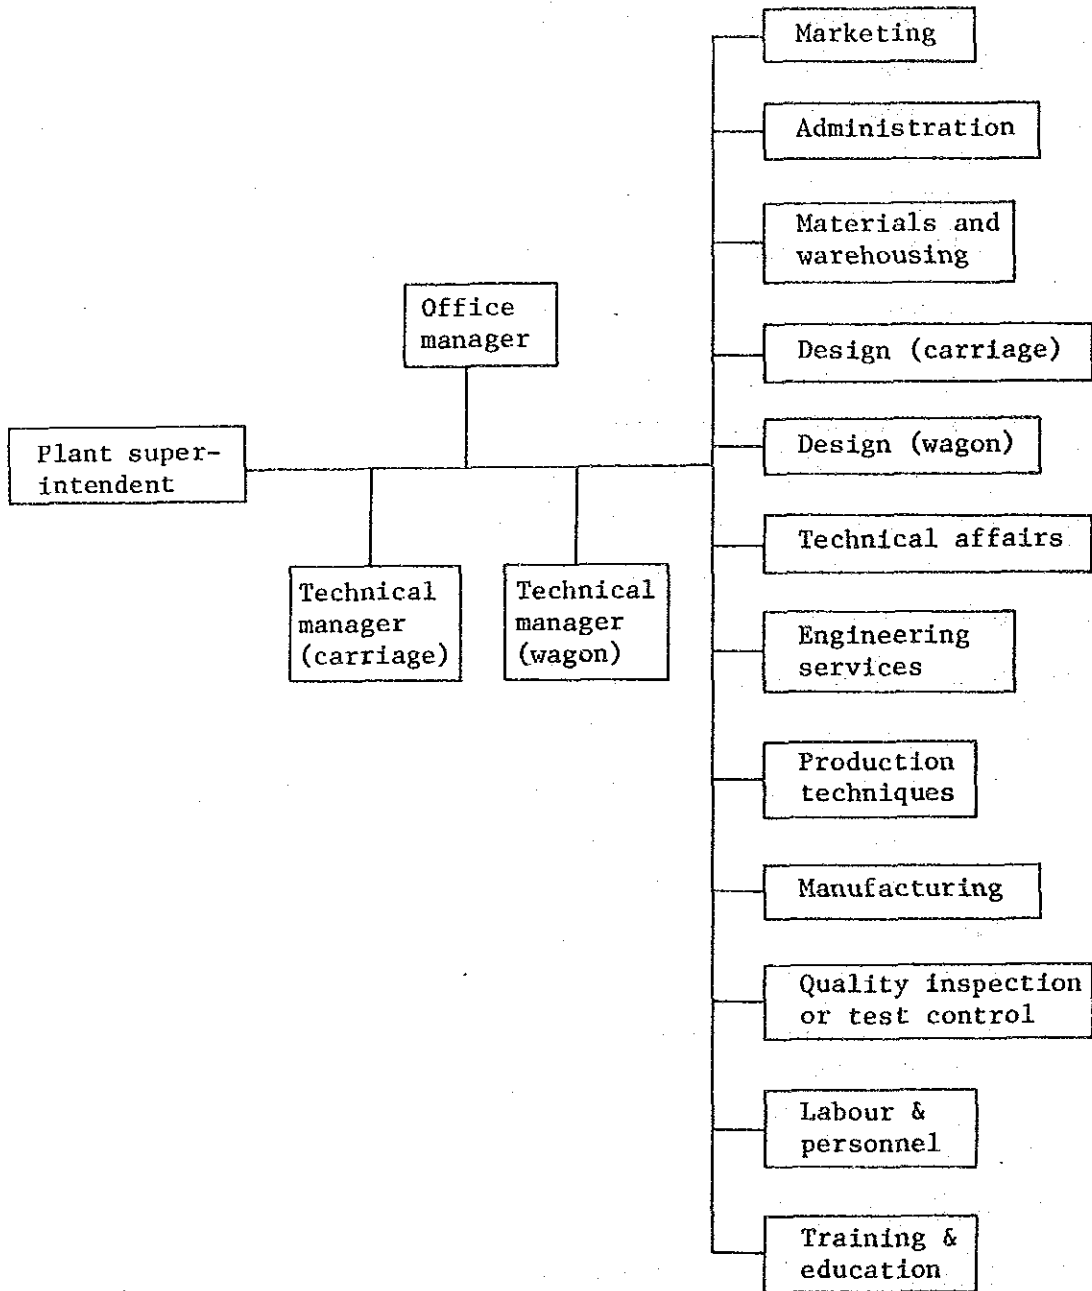 Marketing
Administration
Materials and
warehousing
Office
manager
Design (carriage)
Plant super-
intendent
Design (wagon)
Technical affairs
Technical
manager
(carriage)
Technical
manager
(wagon)
Engineering
services
Production
techniques
Manufacturing
Quality inspection
or test control
Labour &
personnel
Training &
education